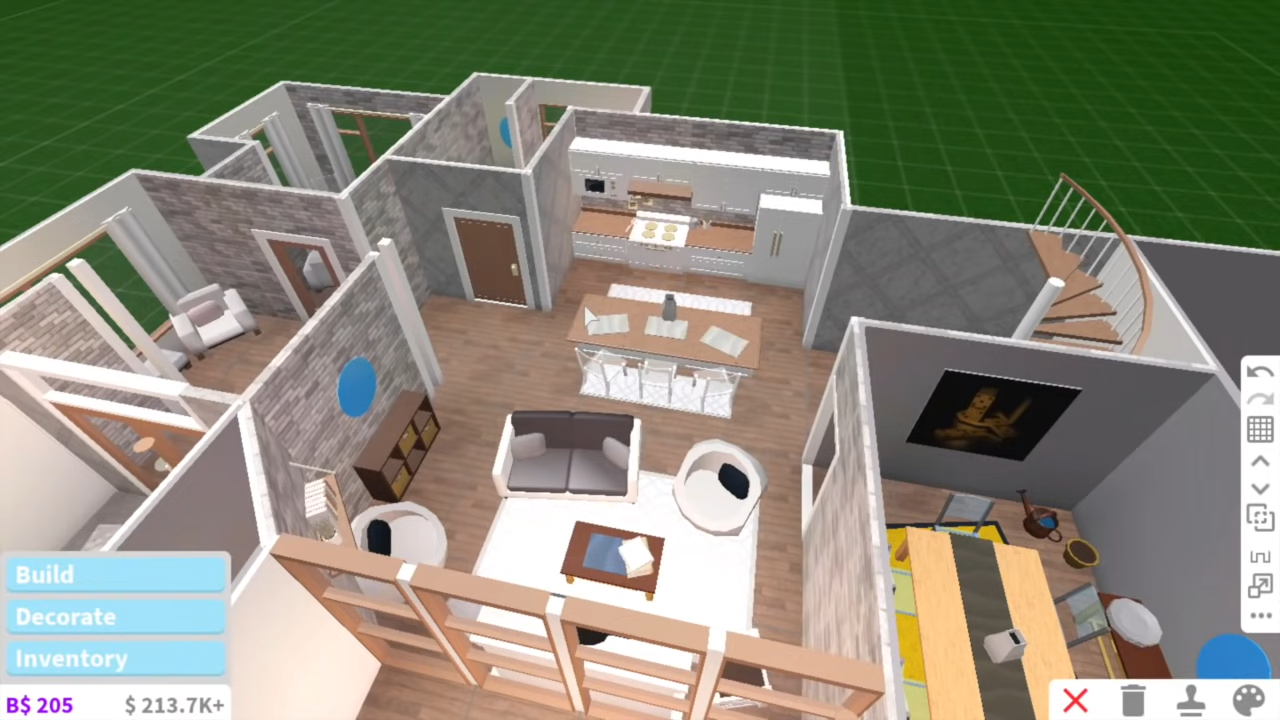 Build
Decorate
Inventory
B$ 205
$ 213.7K+